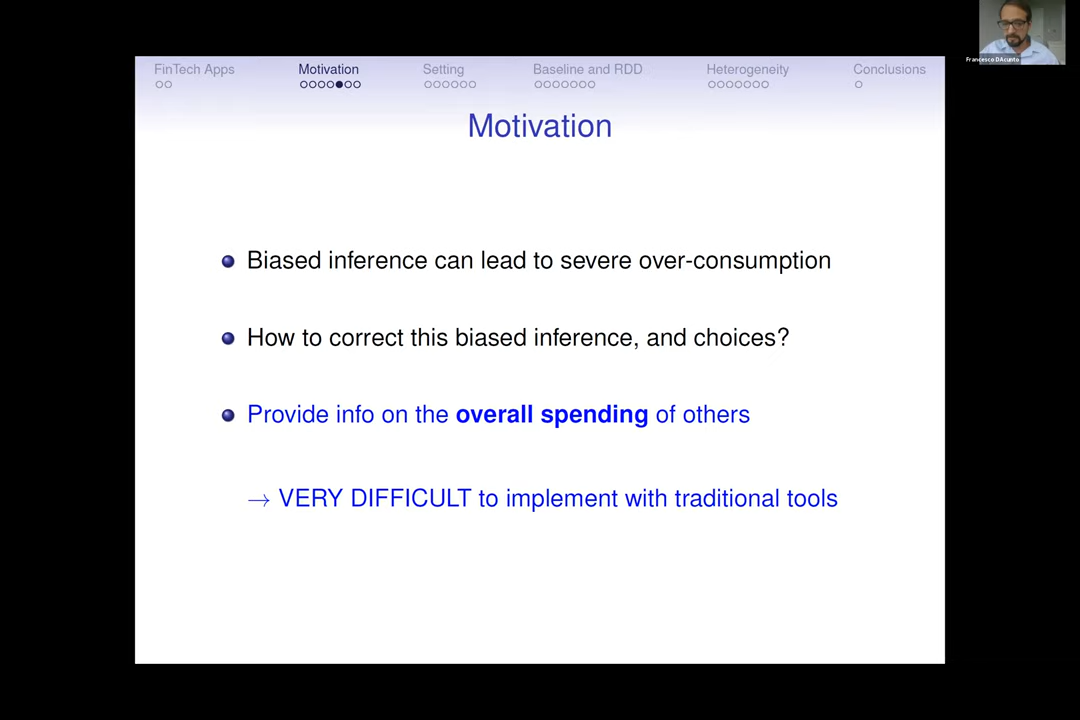 Francesco DAcunto
FinTech Apps Motivation Setting Baseline and RDD Heterogeneity Conclusions
Motivation
Biased inference can lead to severe over-consumption
How to correct this biased inference, and choices?
Provide info on the overall spending of others
→ VERY DIFFICULT to implement with traditional tools